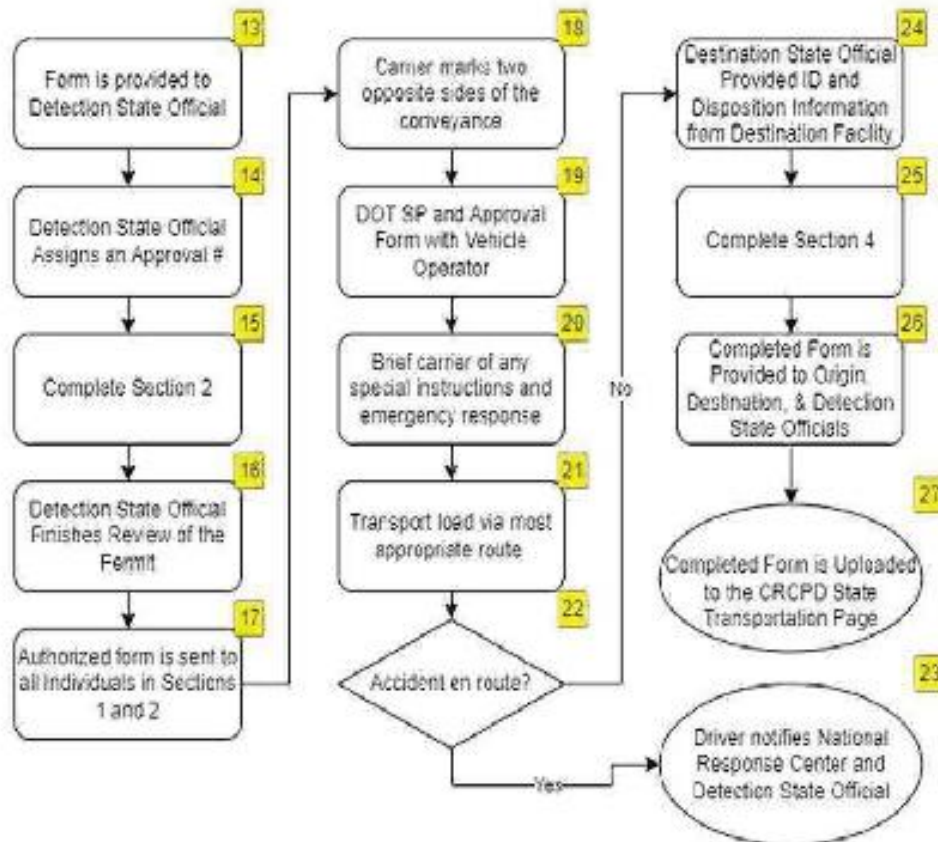 13
Form is provided to
Detection State Official
14
Detection State Official
Assigns an Approval #
15
Complete Section 2
16
Detection State Official
Finishes Review of the
Permit
17
Authorized form is sent to
all Individuals in Sections
1 and 2
18
Carrier marks two
opposite sides of the
conveyance
19
DOT SP and Approval
Form with Vehicle
Operator
20
Brief carrier of any
special instructions and
emergency response
21
Transport load via most
appropriate route
22
Accident en route?
No
Yes
24
Destination State Official
Provided ID and
Disposition Information
from Destination Facility
25
Complete Section 4
26
Completed Form is
Provided to Origin,
Destination, & Detection
State Officials
27
Completed Form is Uploaded
to the CRCPD State
Transportation Page
23
Driver notifies National
Response Center and
Detection State Official